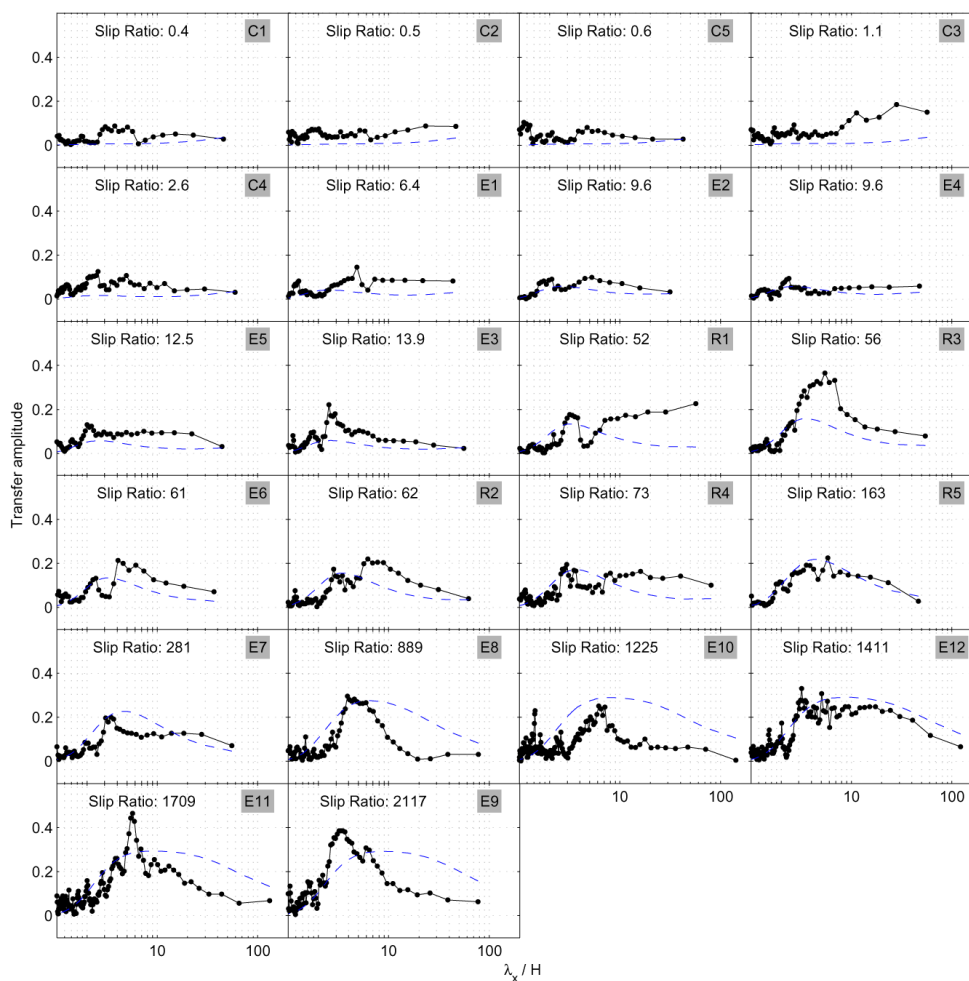 Slip Ratio: 0.4 C1 Slip Ratio: 0.5 C2 Slip Ratio: 0.6 C5 Slip Ratio: 1.1 C3
0.4
0.2
0
Slip Ratio: 2.6 C4 Slip Ratio: 6.4 E1 Slip Ratio: 9.6 E2 Slip Ratio: 9.6 E4
0.4
0.2
0
Slip Ratio: 12.5 E5 Slip Ratio: 13.9 E3 Slip Ratio: 52 R1 Slip Ratio: 56 R3
0.4
0.2
0
Transfer amplitude
Slip Ratio: 61 E6 Slip Ratio: 62 R2 Slip Ratio: 73 R4 Slip Ratio: 163 R5
0.4
0.2
0
Slip Ratio: 281 E7 Slip Ratio: 889 E8 Slip Ratio: 1225 E10 Slip Ratio: 1411 E12
0.4
0.2
0
10 100 10 100
Slip Ratio: 1709 E11 Slip Ratio: 2117 E9
0.4
0.2
0
10 100 10 100
λx / H